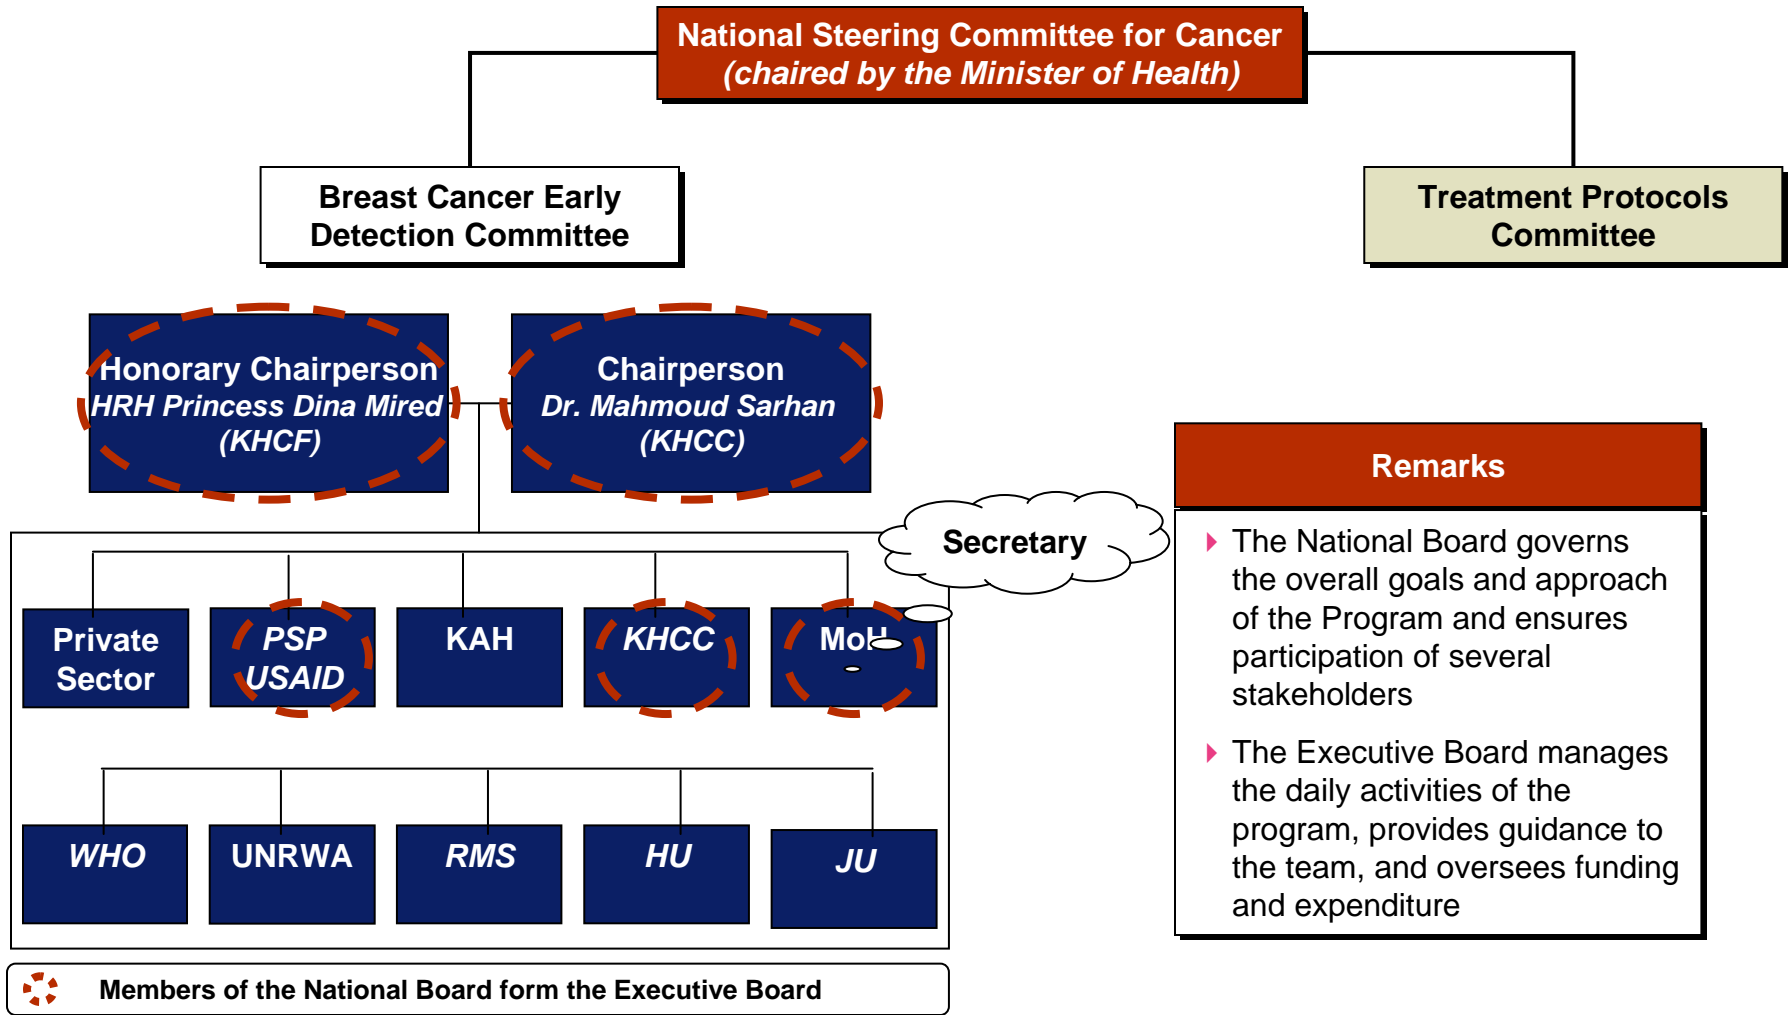 National Steering Committee for Cancer
(chaired by the Minister of Health)
Breast Cancer Early
Detection Committee
Treatment Protocols
Committee
Honorary Chairperson
HRH Princess Dina Mired
(KHCF)
Chairperson
Dr. Mahmoud Sarhan
(KHCC)
Secretary
Private
Sector
PSP
USAID
KAH
KHCC
MoH
WHO
UNRWA
RMS
HU
JU
Members of the National Board form the Executive Board
Remarks
The National Board governs
the overall goals and approach
of the Program and ensures
participation of several
stakeholders
The Executive Board manages
the daily activities of the
program, provides guidance to
the team, and oversees funding
and expenditure